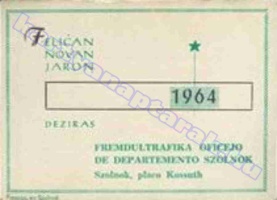 FELIĈAN
NOVAN
JARON
1964
DEZIRAS
FREMDULTRAFIKA OFICEJO
DE DEPARTEMENTO SZOLNOK
Szolnok, placo Kossuth